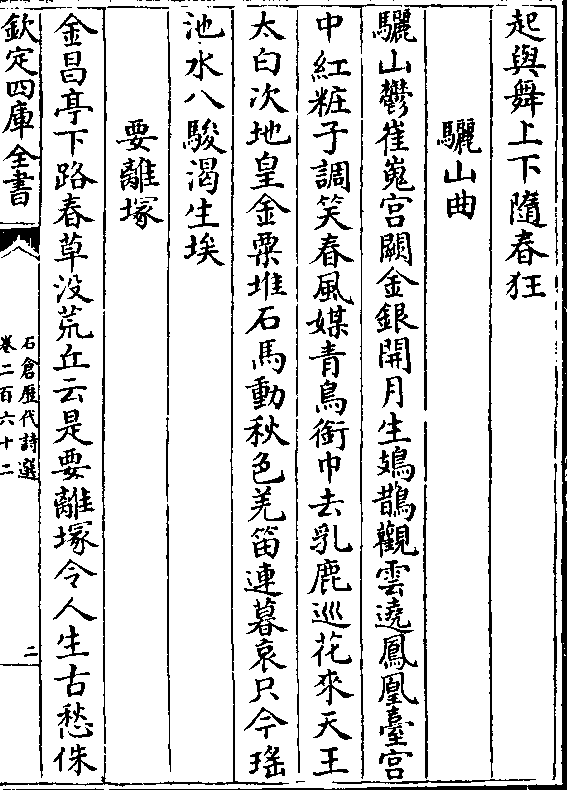 起與舞上下隨春狂
驪山曲
驪山鬱崔嵬宮闕金銀開月生鳷鵲觀雲遶鳳凰臺宮
中紅粧子調笑春風媒青鳥銜巾去乳鹿巡花來天王
太白次地皇金粟堆石馬動秋色羌笛連暮哀只今瑤
池水八駿渴生埃
要離塚
金昌亭下路春草没荒丘云是要離塚令人生古愁侏
欽定四庫全書
石倉歷代詩選
卷二百六十二
二